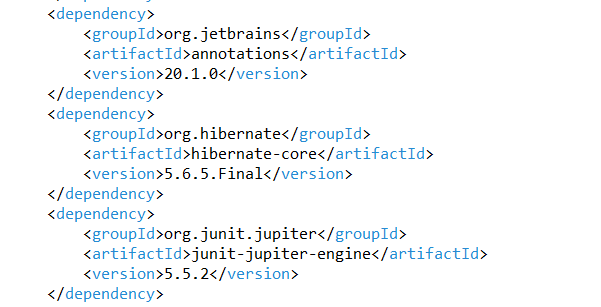 <dependency>
<groupId>org.jetbrains</groupId>
<artifactId>annotations</artifactId>
<version>20.1.0</version>
</dependency>
<dependency>
<groupId>org.hibernate</groupId>
<artifactId>hibernate-core</artifactId>
<version>5.6.5.Final</version>
</dependency>
<dependency>
<groupId>org.junit.jupiter</groupId>
<artifactId>junit-jupiter-engine</artifactId>
<version>5.5.2</version>
</dependency>